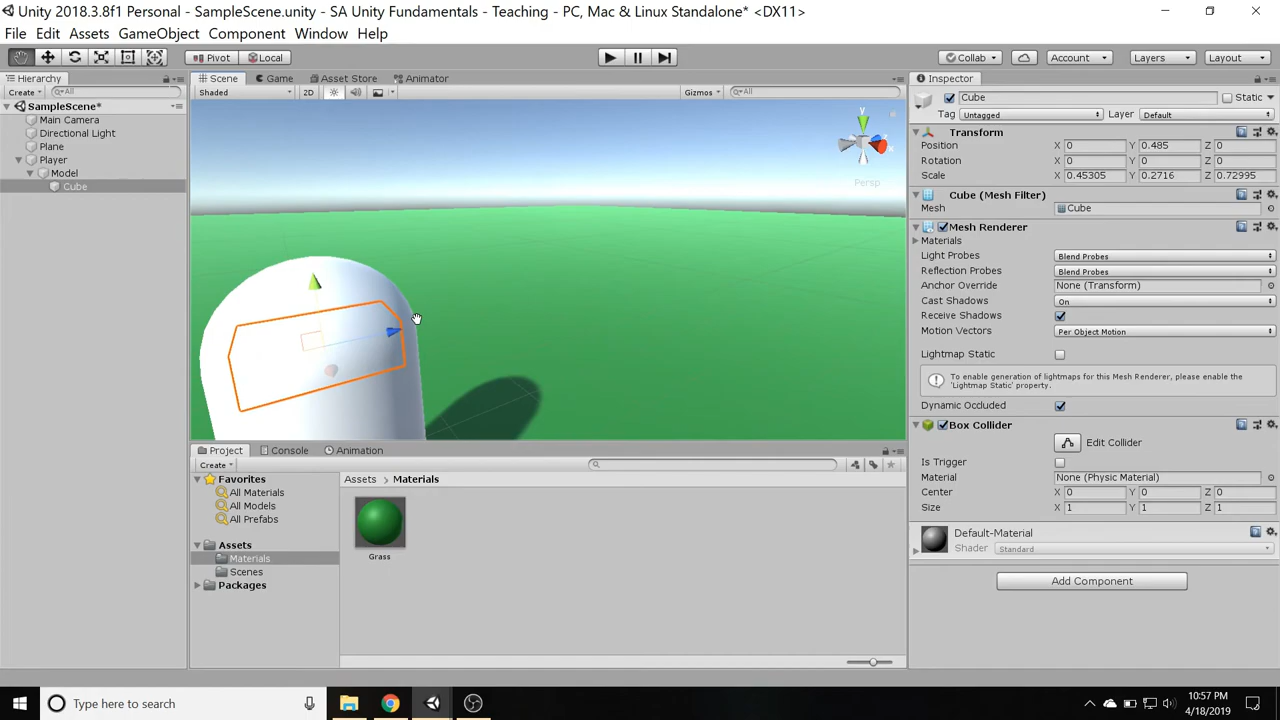 Unity 2018.3.8f1 Personal - SampleScene.unity - SA Unity Fundamentals - Teaching - PC, Mac & Linux Standalone* <DX11>
File Edit Assets GameObject Component Window Help
Pivot Local Collab Account Layers Layout
Hierarchy Scene Game Asset Store Animator Inspector
Create All Shaded 2D Gizmos All Cube Static
SampleScene*
Tag Untagged Layer Default
Main Camera
Directional Light
Plane
Player
Model
Cube
y
Persp
Transform
Position X 0 Y 0.485 Z 0
Rotation X 0 Y 0 Z 0
Scale X 0.45305 Y 0.2716 Z 0.72995
Cube (Mesh Filter)
Mesh Cube
Mesh Renderer
Materials
Light Probes Blend Probes
Reflection Probes Blend Probes
Anchor Override None (Transform)
Cast Shadows On
Receive Shadows
Motion Vectors Per Object Motion
Lightmap Static
To enable generation of lightmaps for this Mesh Renderer, please enable the
'Lightmap Static' property.
Dynamic Occluded
Box Collider
Edit Collider
Is Trigger
Material None (Physic Material)
Center X 0 Y 0 Z 0
Size X 1 Y 1 Z 1
Default-Material
Shader Standard
Add Component
Project Console Animation
Create
Favorites
All Materials
All Models
All Prefabs
Assets
Materials
Scenes
Packages
Assets Materials
Grass
Type here to search
10:57 PM
4/18/2019